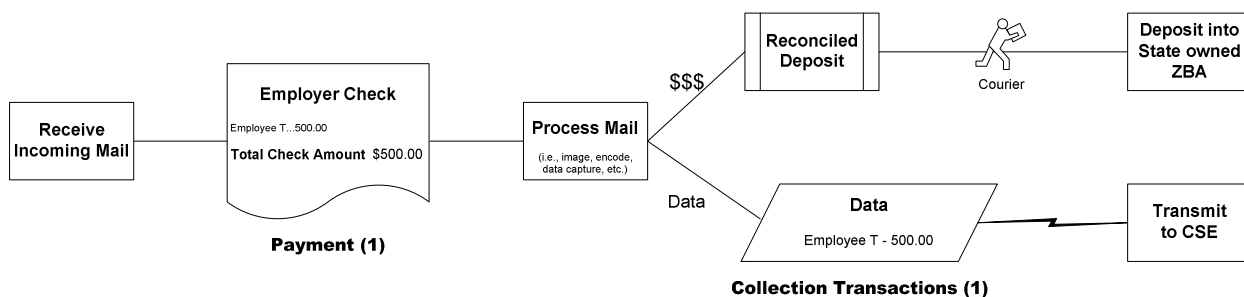 Receive
Incoming Mail
Employer Check
Employee T...500.00
Total Check Amount $500.00
Payment (1)
Process Mail
(i.e., image, encode,
data capture, etc.)
$$$
Reconciled
Deposit
Courier
Deposit into
State owned
ZBA
Data
Data
Employee T - 500.00
Collection Transactions (1)
Transmit
to CSE